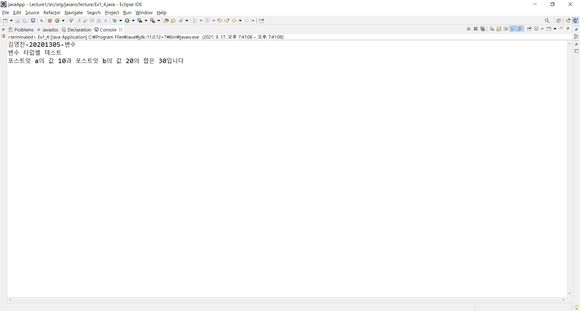 javaApp - Lecture1/src/org/javaro/lecture/Ex1_4.java - Eclipse IDE
File Edit Source Refactor Navigate Search Project Run Window Help
Problems Javadoc Declaration Console
<terminated> Ex1_4 [Java Application] C:₩Program Files₩Java₩jdk-11.0.12+7₩bin₩javaw.exe (2021. 9. 17. 오후 7:41:08 – 오후 7:41:08)
김영진-20201305-변수
변수 타입별 테스트
포스트잇 a의 값 10과 포스트잇 b의 값 20의 합은 30입니다